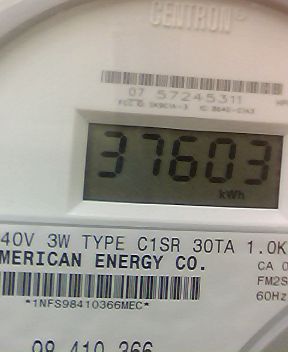 CENTRON®
07 57245311
37603
kWh
40V 3W TYPE C1SR 30TA 1.0K
MERICAN ENERGY CO.
CA 0
FM2S
60Hz
*1NFS98410366MEC*
98 410 366